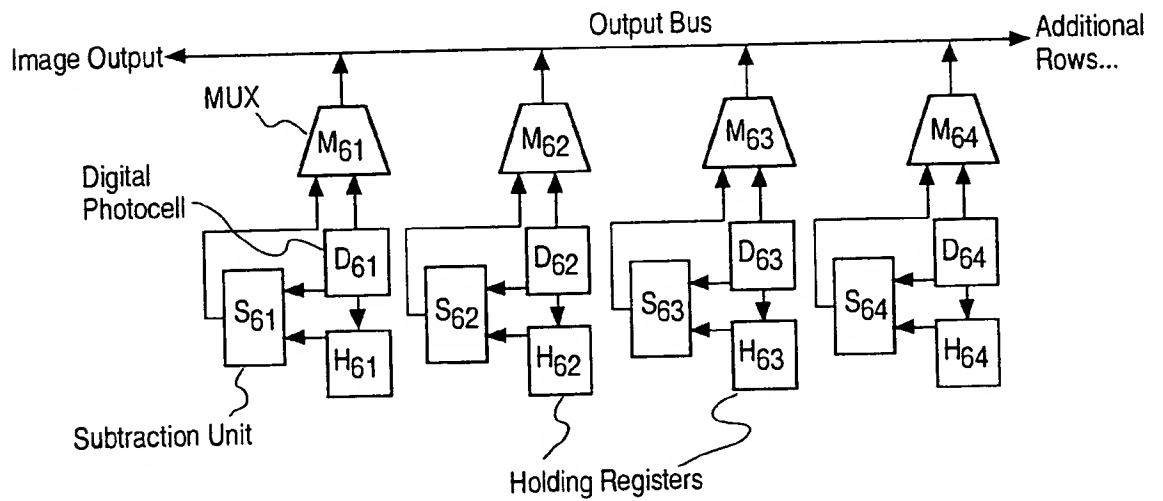 Output Bus
Image Output
Additional
Rows...
MUX
M61
M62
M63
M64
Digital
Photocell
D61
D62
D63
D64
S61
S62
S63
S64
H61
H62
H63
H64
Subtraction Unit
Holding Registers